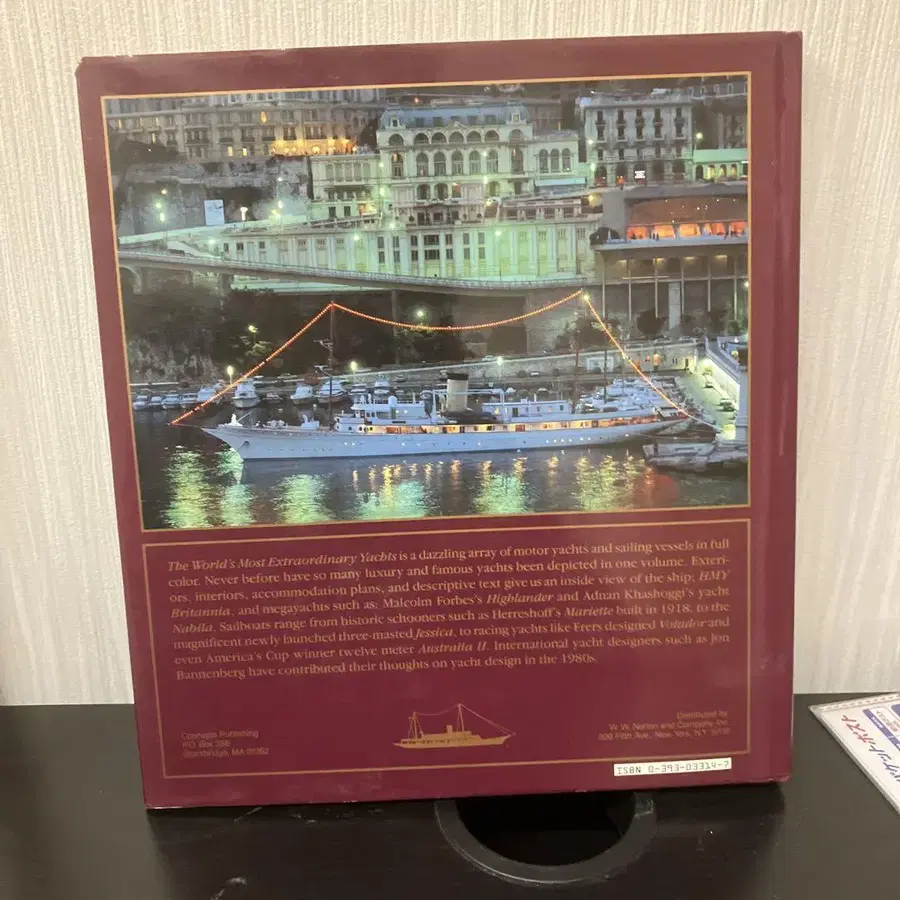 The World's Most Extraordinary Yachts is a dazzling array of motor yachts and sailing vessels in full
color. Never before have so many luxury and famous yachts been depicted in one volume. Exteri-
ors, interiors, accommodation plans, and descriptive text give us an inside view of the ship; HMY
Britannia, and megayachts such as; Malcolm Forbes's Highlander and Adnan Khashoggi's yacht
Nabila. Sailboats range from historic schooners such as Herreshoff's Mariette built in 1918, to the
magnificent newly launched three-masted Jessica, to racing yachts like Frers designed Volador and
even America's Cup winner twelve meter Australia II. International yacht designers such as Jon
Bannenberg have contributed their thoughts on yacht design in the 1980s.
Concepts Publishing
P.O. Box 356
MA 01262
Distributed by
W. W. Norton and Company Inc.
500 Fifth Ave., New York, N.Y.
ISBN 0-393-03314-7